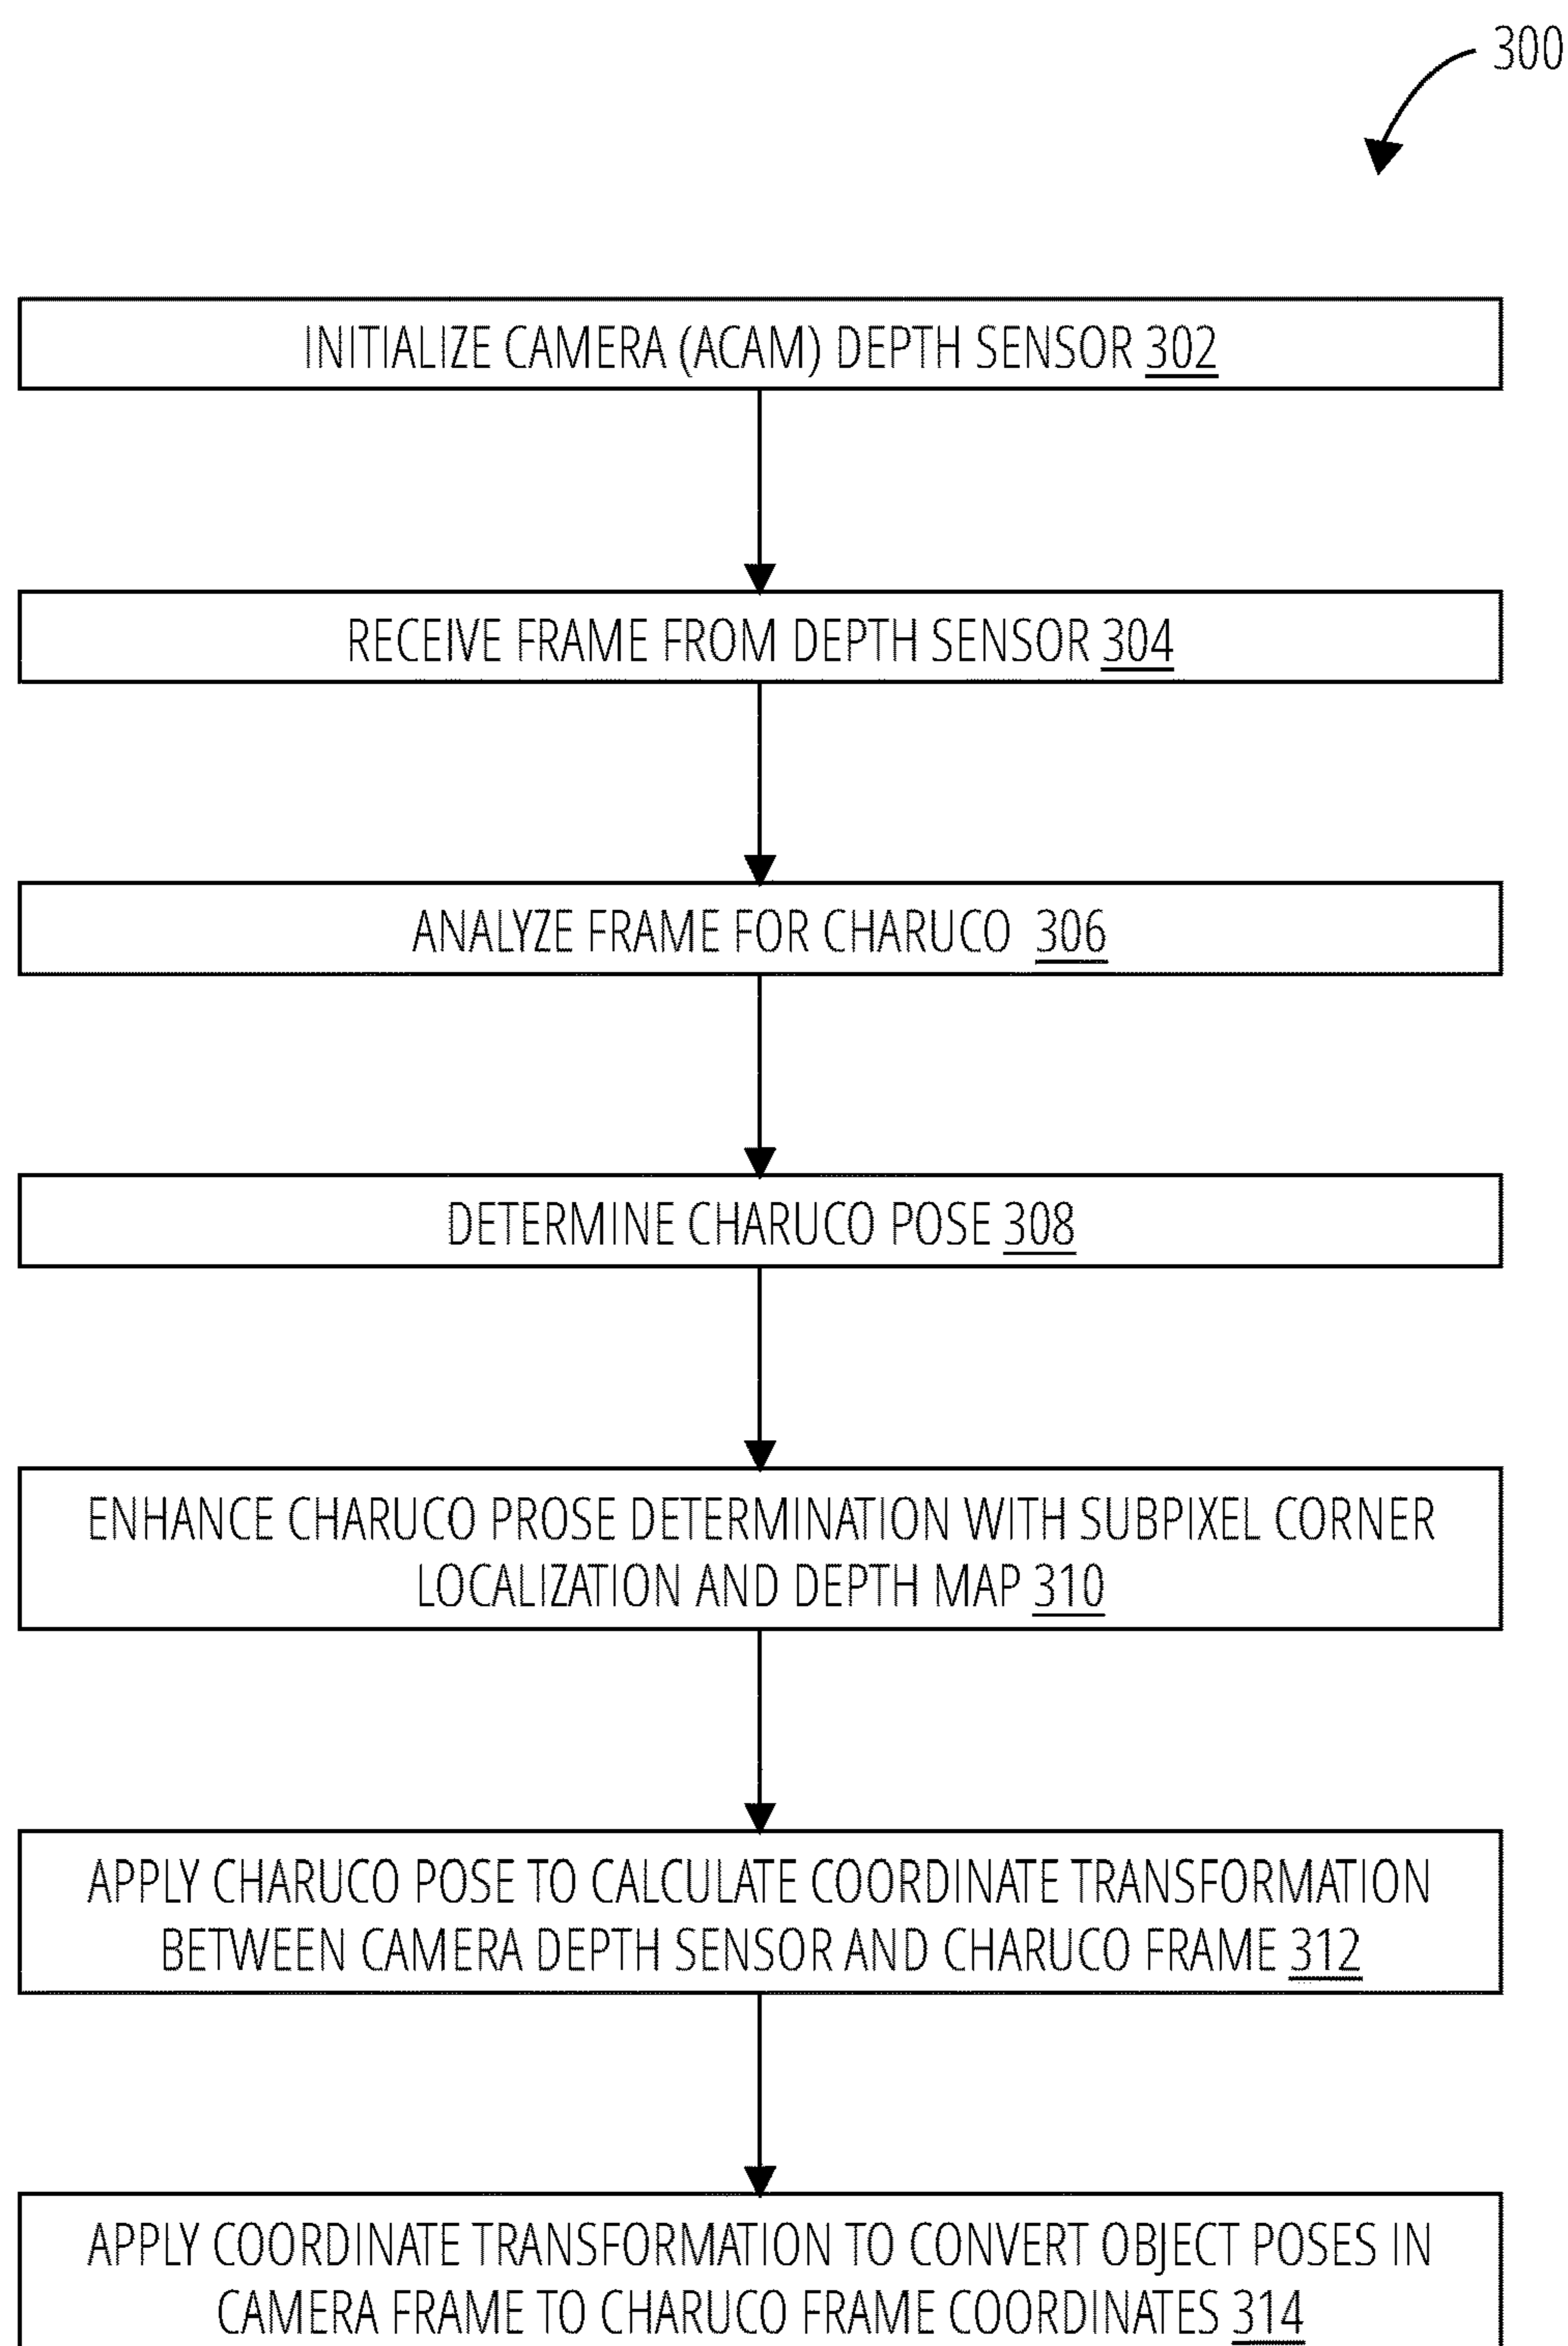 300
INITIALIZE CAMERA (ACAM) DEPTH SENSOR 302
RECEIVE FRAME FROM DEPTH SENSOR 304
ANALYZE FRAME FOR CHARUCO 306
DETERMINE CHARUCO POSE 308
ENHANCE CHARUCO PROSE DETERMINATION WITH SUBPIXEL CORNER
LOCALIZATION AND DEPTH MAP 310
APPLY CHARUCO POSE TO CALCULATE COORDINATE TRANSFORMATION
BETWEEN CAMERA DEPTH SENSOR AND CHARUCO FRAME 312
APPLY COORDINATE TRANSFORMATION TO CONVERT OBJECT POSES IN
CAMERA FRAME TO CHARUCO FRAME COORDINATES 314